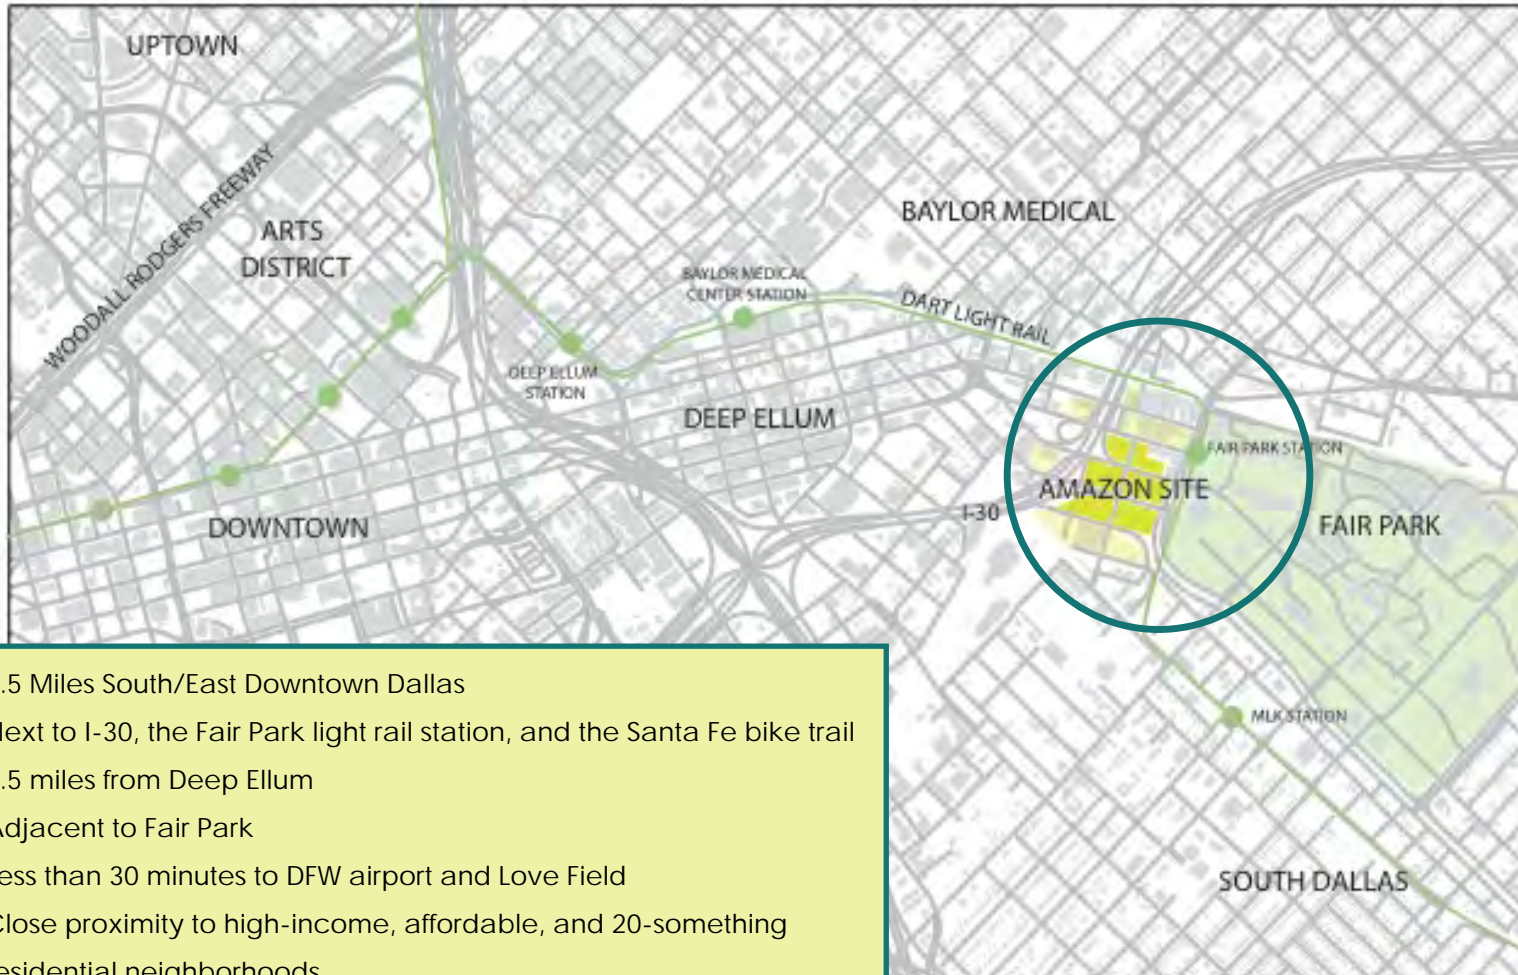 UPTOWN
WOODALL RODGERS FREEWAY
ARTS
DISTRICT
BAYLOR MEDICAL
BAYLOR MEDICAL
CENTER STATION
DART LIGHT RAIL
DEEP ELLUM
STATION
DEEP ELLUM
FAIR PARK STATION
AMAZON SITE
I-30
FAIR PARK
DOWNTOWN
MLK STATION
SOUTH DALLAS
.5 Miles South/East Downtown Dallas
Next to I-30, the Fair Park light rail station, and the Santa Fe bike trail
.5 miles from Deep Ellum
Adjacent to Fair Park
ess than 30 minutes to DFW airport and Love Field
Close proximity to high-income, affordable, and 20-something
esidential neighborhoods